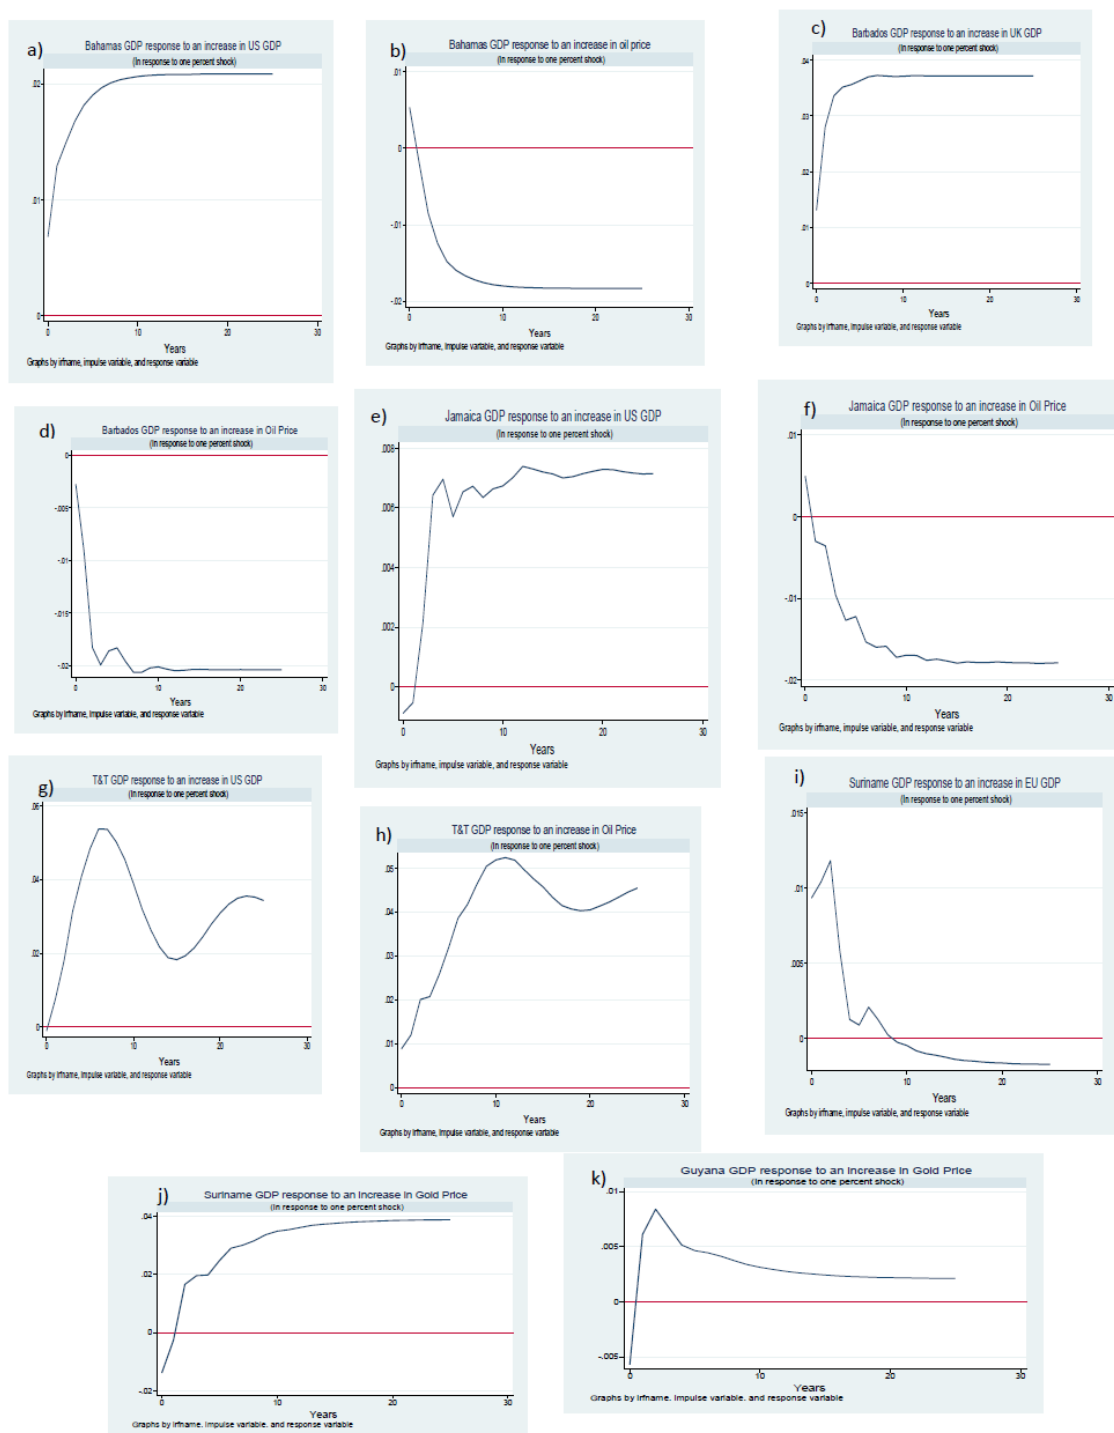 a)
Bahamas GDP response to an increase in US GDP
(In response to one percent shock)
.02
.01
0
0 10 20 30
Years
Graphs by irfname, impulse variable, and response variable
b)
Bahamas GDP response to an increase in oil price
(In response to one percent shock)
.01
0
-.01
-.02
0 10 20 30
Years
Graphs by irfname, impulse variable, and response variable
c)
Barbados GDP response to an increase in UK GDP
(In response to one percent shock)
.04
.03
.02
.01
0
0 10 20 30
Years
Graphs by irfname, impulse variable, and response variable
d)
Barbados GDP response to an increase in Oil Price
(In response to one percent shock)
0
-.005
-.01
-.015
-.02
0 10 20 30
Years
Graphs by irfname, impulse variable, and response variable
e)
Jamaica GDP response to an increase in US GDP
(In response to one percent shock)
.008
.006
.004
.002
0
0 10 20 30
Years
Graphs by irfname, impulse variable, and response variable
f)
Jamaica GDP response to an increase in Oil Price
(In response to one percent shock)
.01
0
-.01
-.02
0 10 20 30
Years
Graphs by irfname, impulse variable, and response variable
g)
T&T GDP response to an increase in US GDP
(In response to one percent shock)
.06
.04
.02
0
0 10 20 30
Years
Graphs by irfname, impulse variable, and response variable
h)
T&T GDP response to an increase in Oil Price
(In response to one percent shock)
.05
.04
.03
.02
.01
0
0 10 20 30
Years
Graphs by irfname, impulse variable, and response variable
i)
Suriname GDP response to an increase in EU GDP
(In response to one percent shock)
.015
.01
.005
0
0 10 20 30
Years
Graphs by irfname, impulse variable, and response variable
j)
Suriname GDP response to an increase in Gold Price
(In response to one percent shock)
.04
.02
0
-.02
0 10 20 30
Years
Graphs by irfname, impulse variable, and response variable
k)
Guyana GDP response to an increase in Gold Price
(In response to one percent shock)
.01
.005
0
-.005
0 10 20 30
Years
Graphs by irfname, impulse variable, and response variable